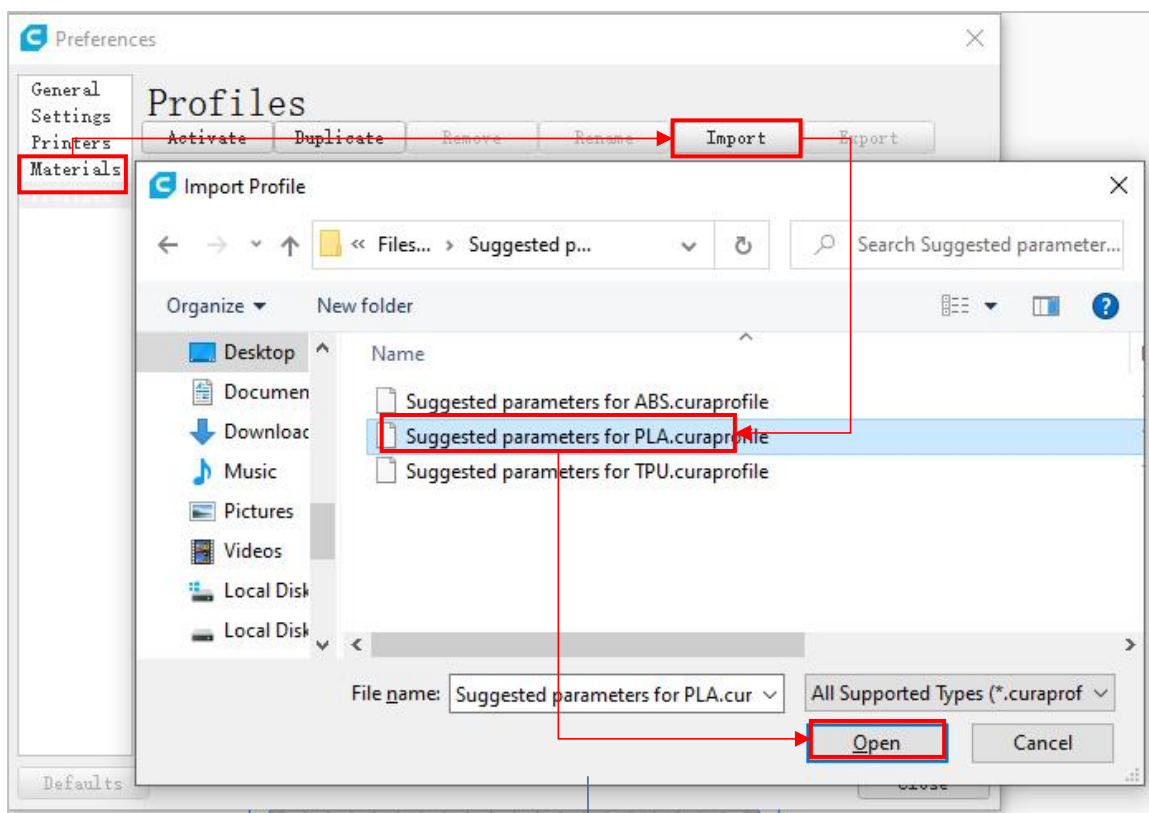 Preferences
General
Settings
Printers
Materials
Profiles
Activate Duplicate Remove Rename Import Export
Import Profile
« Files... › Suggested p...
Search Suggested parameter...
Organize New folder
Desktop
Documen
Downloac
Music
Pictures
Videos
Local Disk
Local Disk
Name
Suggested parameters for ABS.curaprofile
Suggested parameters for PLA.curaprofile
Suggested parameters for TPU.curaprofile
File name: Suggested parameters for PLA.cur All Supported Types (*.curaprof
Open Cancel
Defaults Close